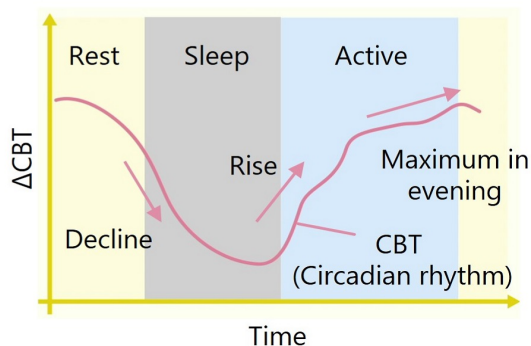 Rest
Sleep
Active
ΔCBT
Rise
Maximum in
evening
Decline
CBT
(Circadian rhythm)
Time